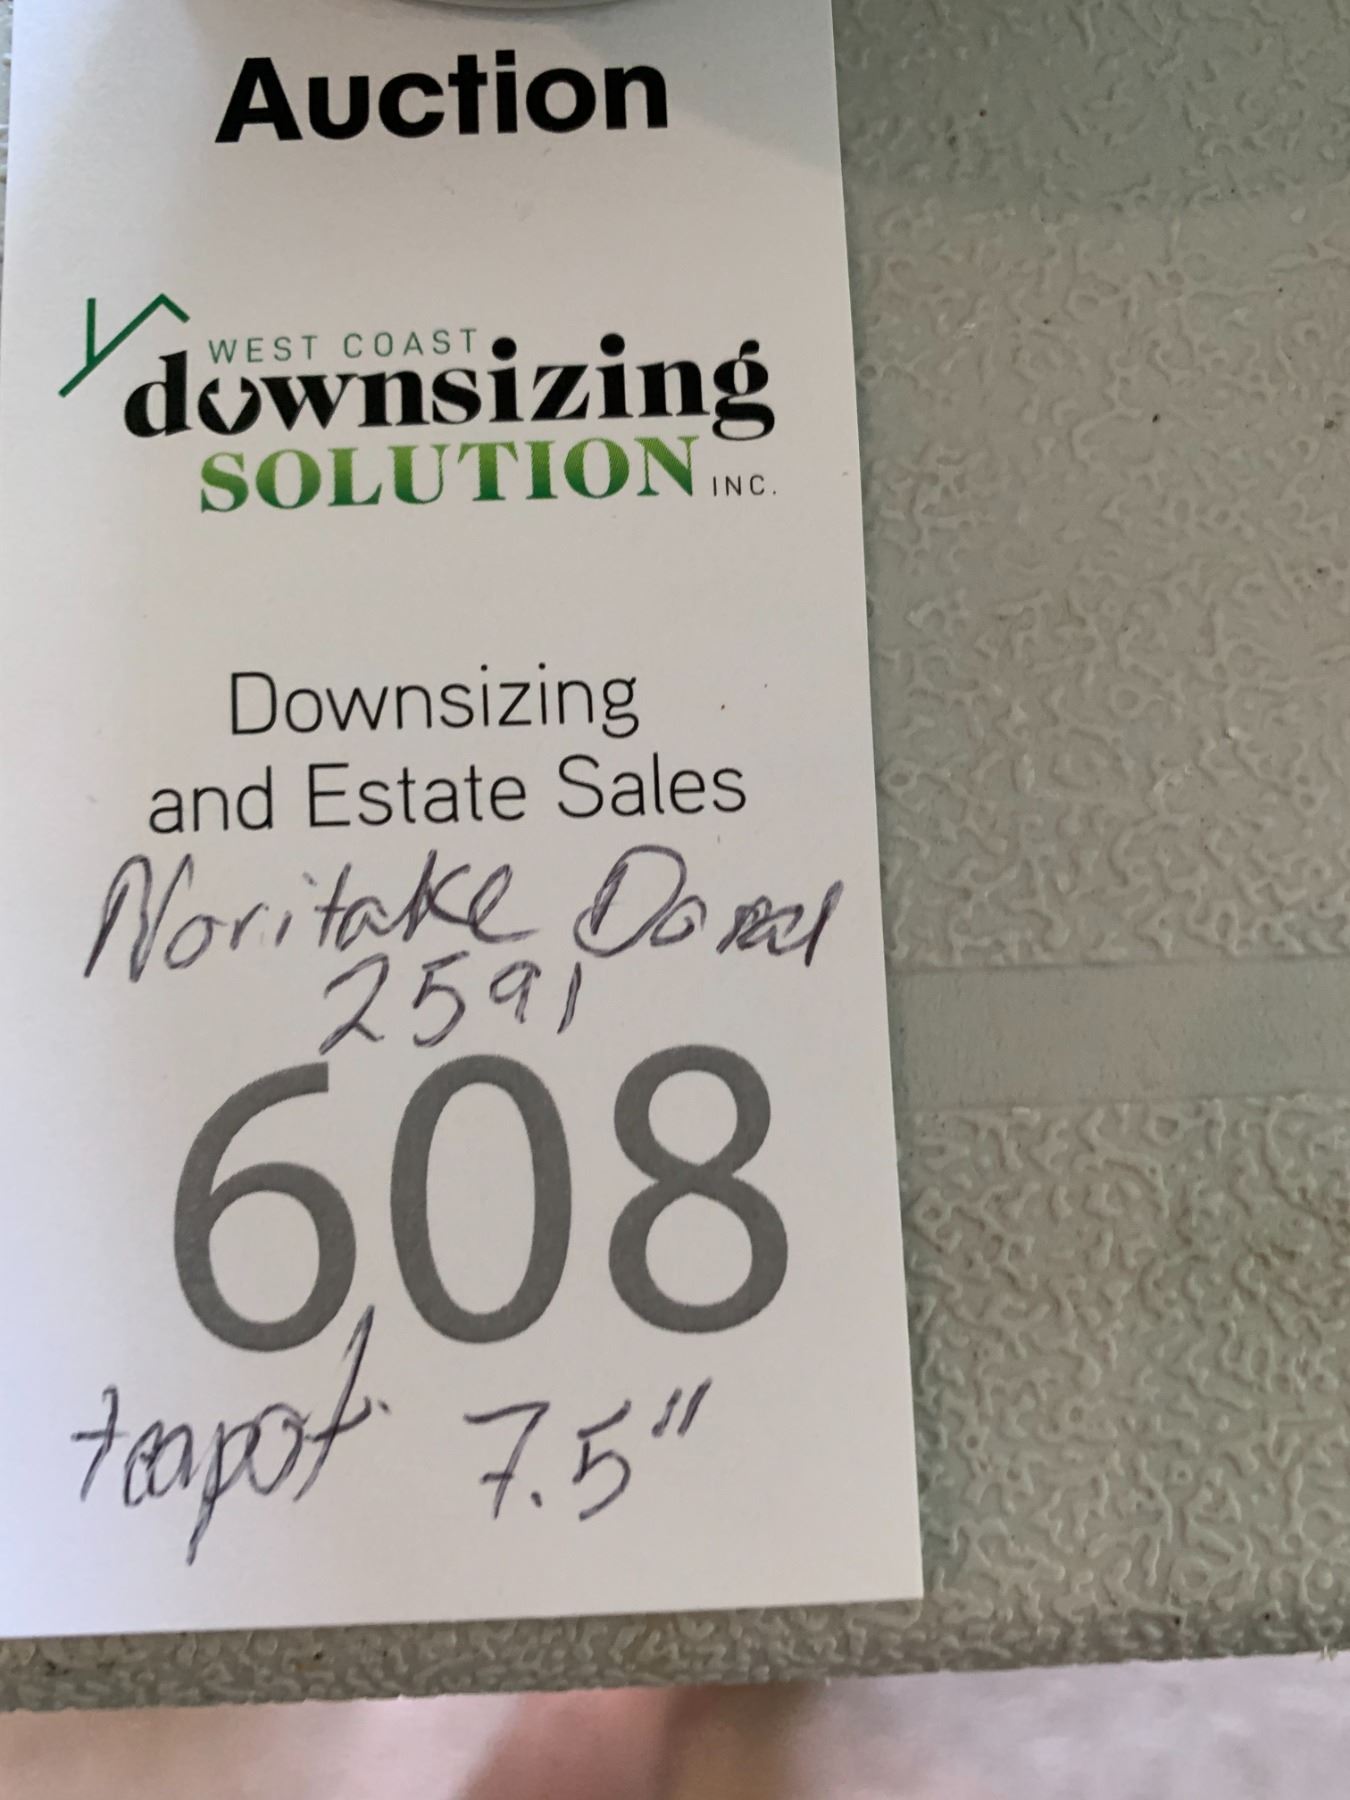 Auction
WEST COAST
downsizing
SOLUTION INC.
Downsizing
and Estate Sales
Noritake
2591
608
teapot. 7.5"